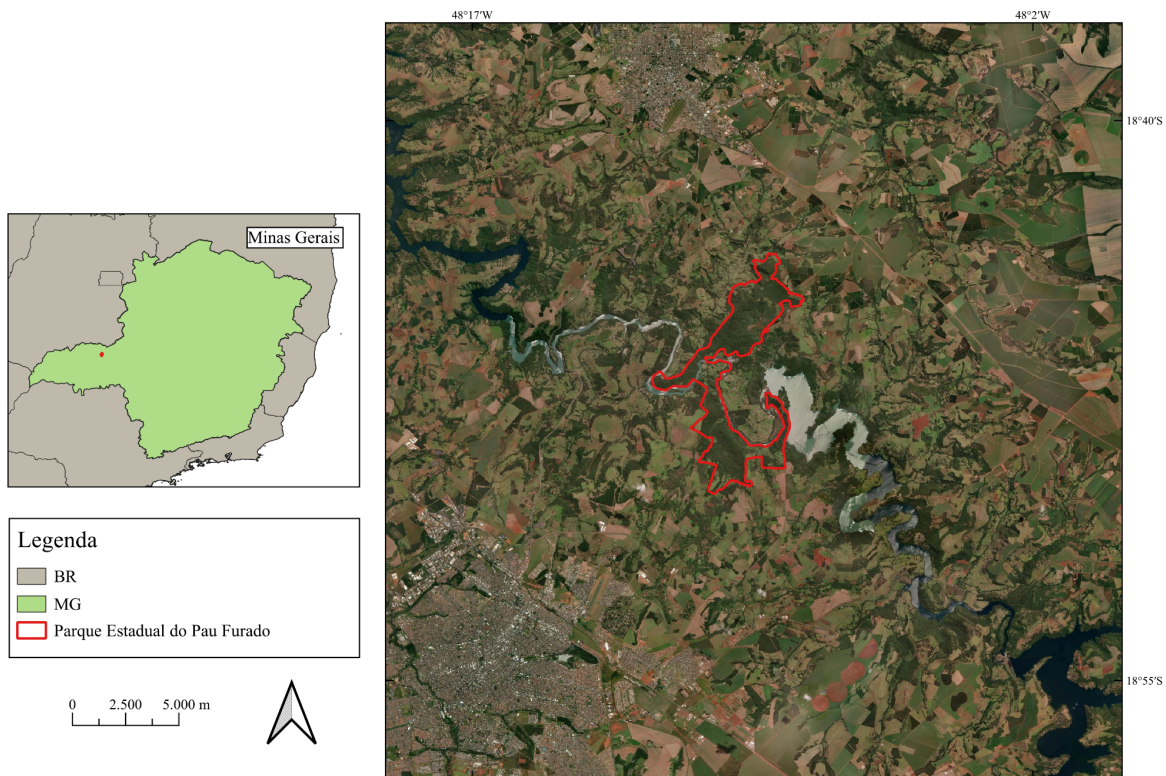 48°17'W
48°2'W
18°40'S
Minas Gerais
Legenda
BR
MG
Parque Estadual do Pau Furado
0 2.500 5.000 m
18°55'S